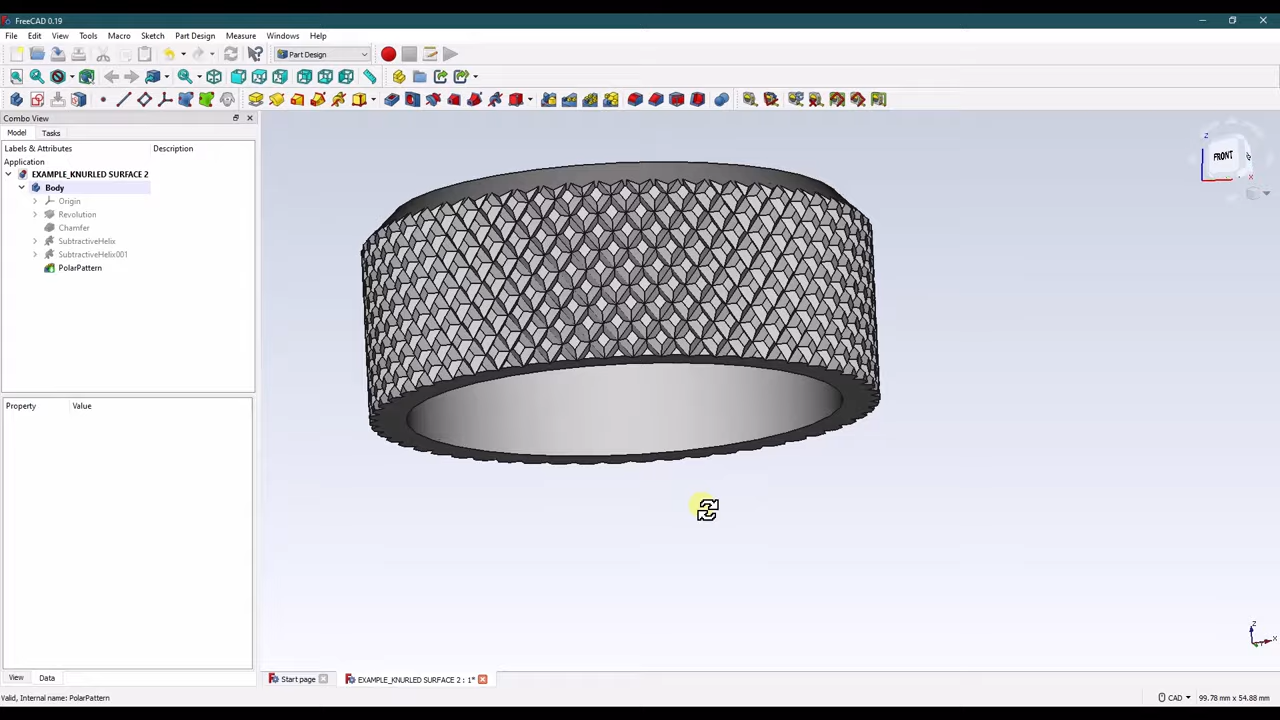 FreeCAD 0.19
File Edit View Tools Macro Sketch Part Design Measure Windows Help
Part Design
Combo View
Model Tasks
Labels & Attributes Description
Application
EXAMPLE_KNURLED SURFACE 2
Body
Origin
Revolution
Chamfer
SubtractiveHelix
SubtractiveHelix001
PolarPattern
FRONT
Z
X
Property Value
Z
X
View Data
Start page EXAMPLE_KNURLED SURFACE 2 : 1*
Valid, Internal name: PolarPattern CAD 99.78 mm x 54.88 mm